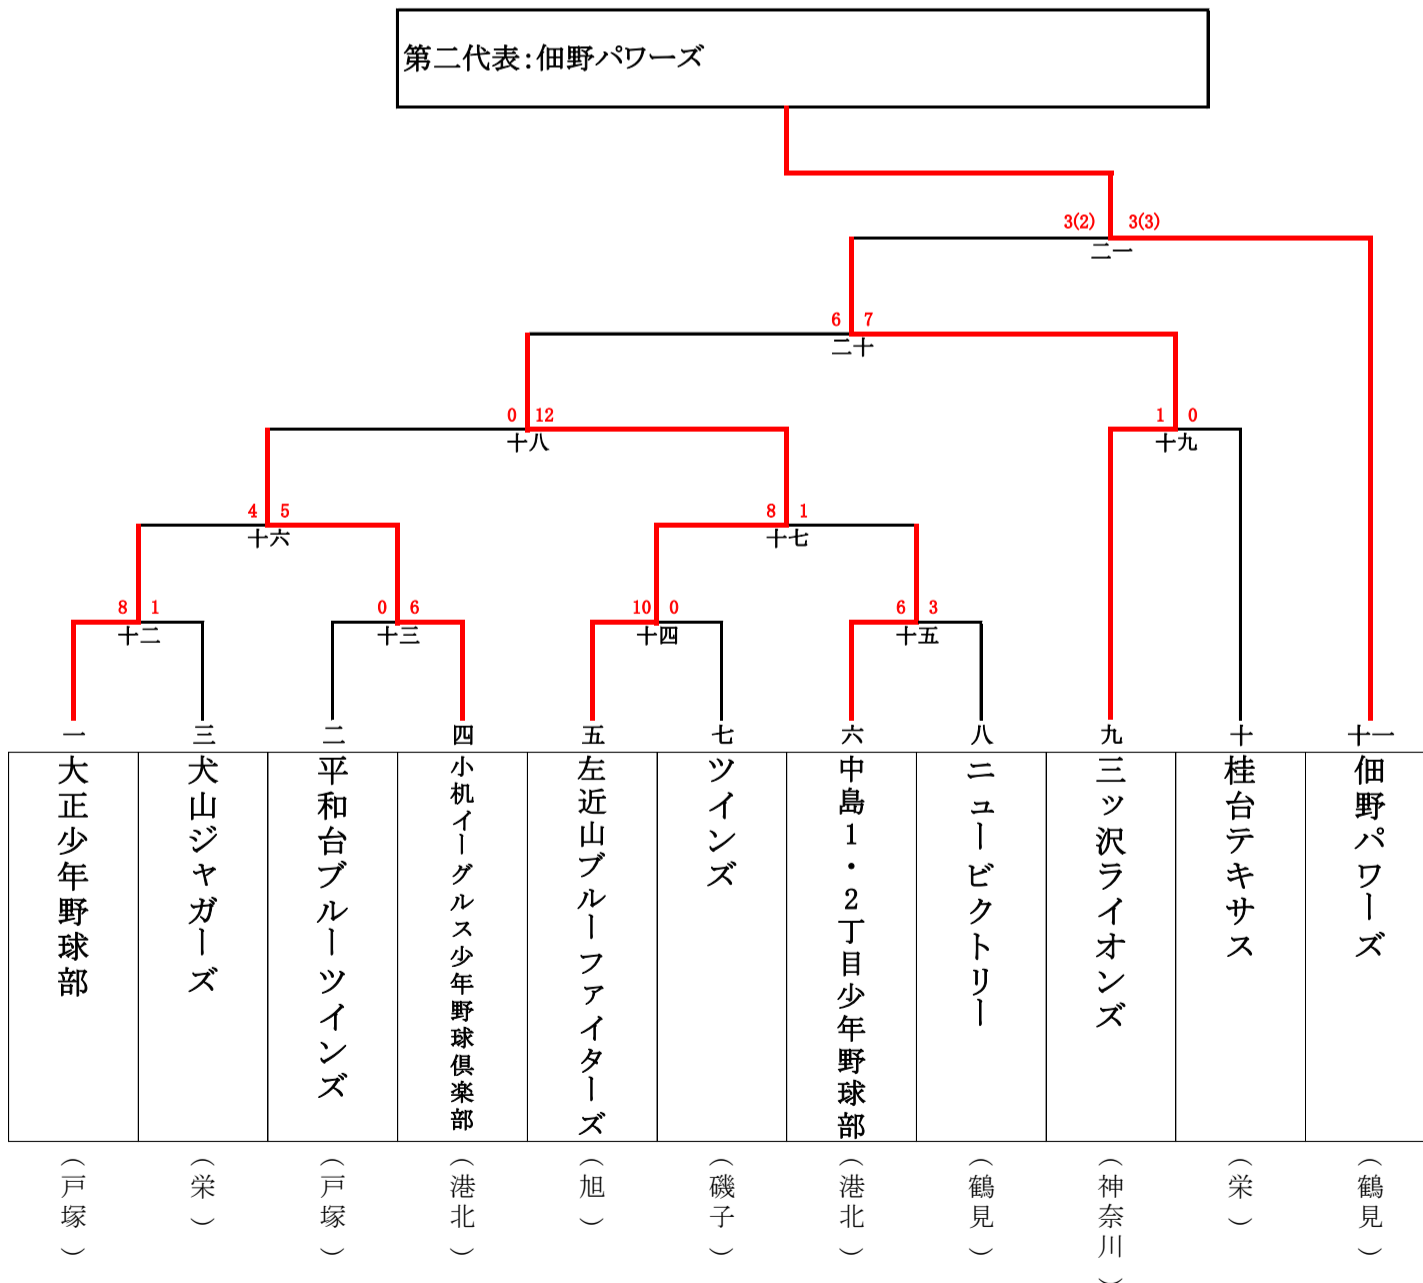 第二代表：佃野パワーズ
3(2) 3(3)
二一
6 7
二十
0 12
十八
1 0
十九
4 5
十六
8 1
十七
8 1
十二
0 6
十三
10 0
十四
6 3
十五
一
三
二
四
五
七
六
八
九
十
十一
大正少年野球部
犬山ジャガーズ
平和台ブルーツインズ
小机イーグルス少年野球倶楽部
左近山ブルーファイターズ
ツインズ
中島1・2丁目少年野球部
ニュービクトリー
三ッ沢ライオンズ
桂台テキサス
佃野パワーズ
（戸塚）
（栄）
（戸塚）
（港北）
（旭）
（磯子）
（港北）
（鶴見）
（神奈川）
（栄）
（鶴見）